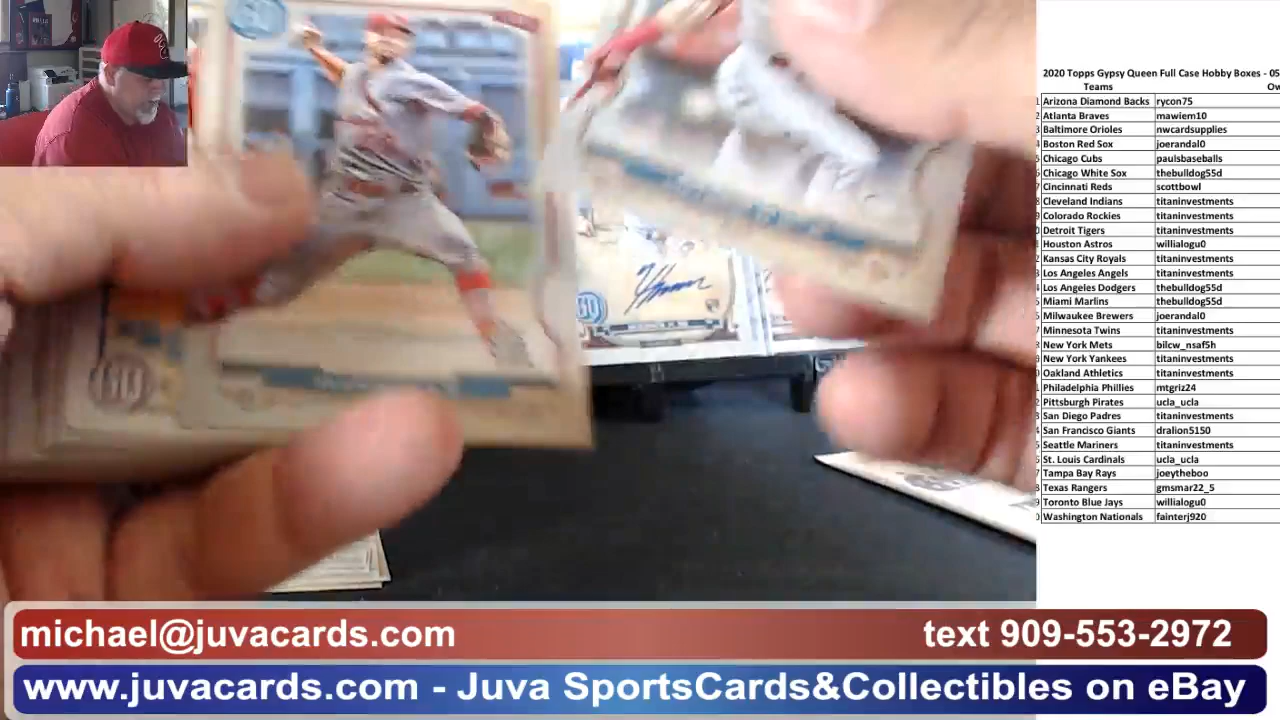 2020 Topps Gypsy Queen Full Case Hobby Boxes - 05
Teams Ow
Arizona Diamond Backs rycon75
Atlanta Braves mawiem10
Baltimore Orioles nwcardsupplies
Boston Red Sox joerandal0
Chicago Cubs paulsbaseballs
Chicago White Sox thebulldog55d
Cincinnati Reds scottbowl
Cleveland Indians titaninvestments
Colorado Rockies titaninvestments
Detroit Tigers titaninvestments
Houston Astros willialogu0
Kansas City Royals titaninvestments
Los Angeles Angels titaninvestments
Los Angeles Dodgers thebulldog55d
Miami Marlins thebulldog55d
Milwaukee Brewers joerandal0
Minnesota Twins titaninvestments
New York Mets bilcw_nsaf5h
New York Yankees titaninvestments
Oakland Athletics titaninvestments
Philadelphia Phillies mtgriz24
Pittsburgh Pirates ucla_ucla
San Diego Padres titaninvestments
San Francisco Giants dralion5150
Seattle Mariners titaninvestments
St. Louis Cardinals ucla_ucla
Tampa Bay Rays joeytheboo
Texas Rangers gmsmar22_5
Toronto Blue Jays willialogu0
Washington Nationals fainterj920
GQ
michael@juvacards.com text 909-553-2972
www.juvacards.com - Juva SportsCards&Collectibles on eBay